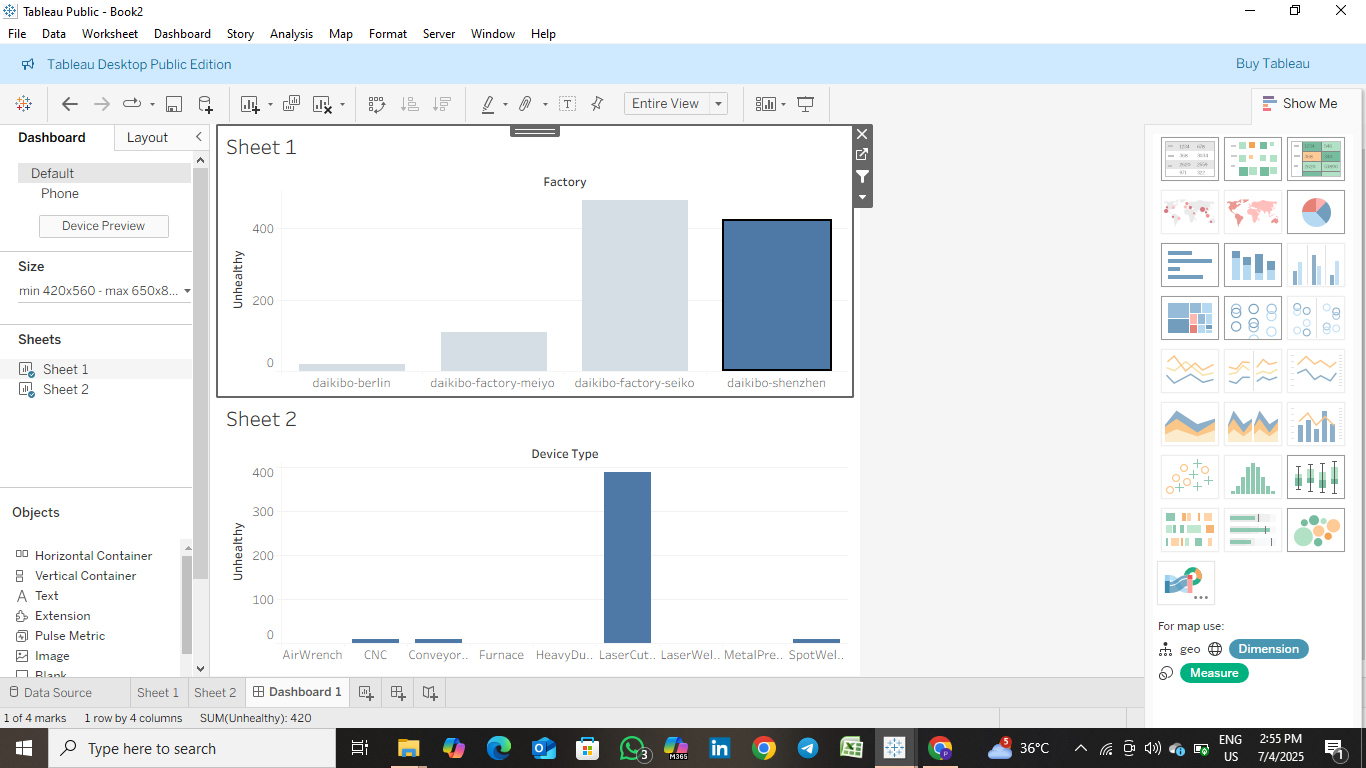 Tableau Public - Book2
File Data Worksheet Dashboard Story Analysis Map Format Server Window Help
Tableau Desktop Public Edition
Buy Tableau
Entire View
Show Me
Dashboard
Layout
Default
Phone
Device Preview
Size
min 420x560 - max 650x8...
Sheets
Sheet 1
Sheet 2
Objects
Horizontal Container
Vertical Container
Text
Extension
Pulse Metric
Image
Blank
Sheet 1
Factory
Unhealthy
400
200
0
daikibo-berlin
daikibo-factory-meiyo
daikibo-factory-seiko
daikibo-shenzhen
Sheet 2
Device Type
Unhealthy
400
300
200
100
0
AirWrench
CNC
Conveyor..
Furnace
HeavyDu..
LaserCut..
LaserWel..
MetalPre..
SpotWel..
For map use:
geo
Dimension
Measure
Data Source
Sheet 1
Sheet 2
Dashboard 1
1 of 4 marks
1 row by 4 columns
SUM(Unhealthy): 420
Type here to search
3
M365
5
36°C
ENG
US
2:55 PM
7/4/2025
1